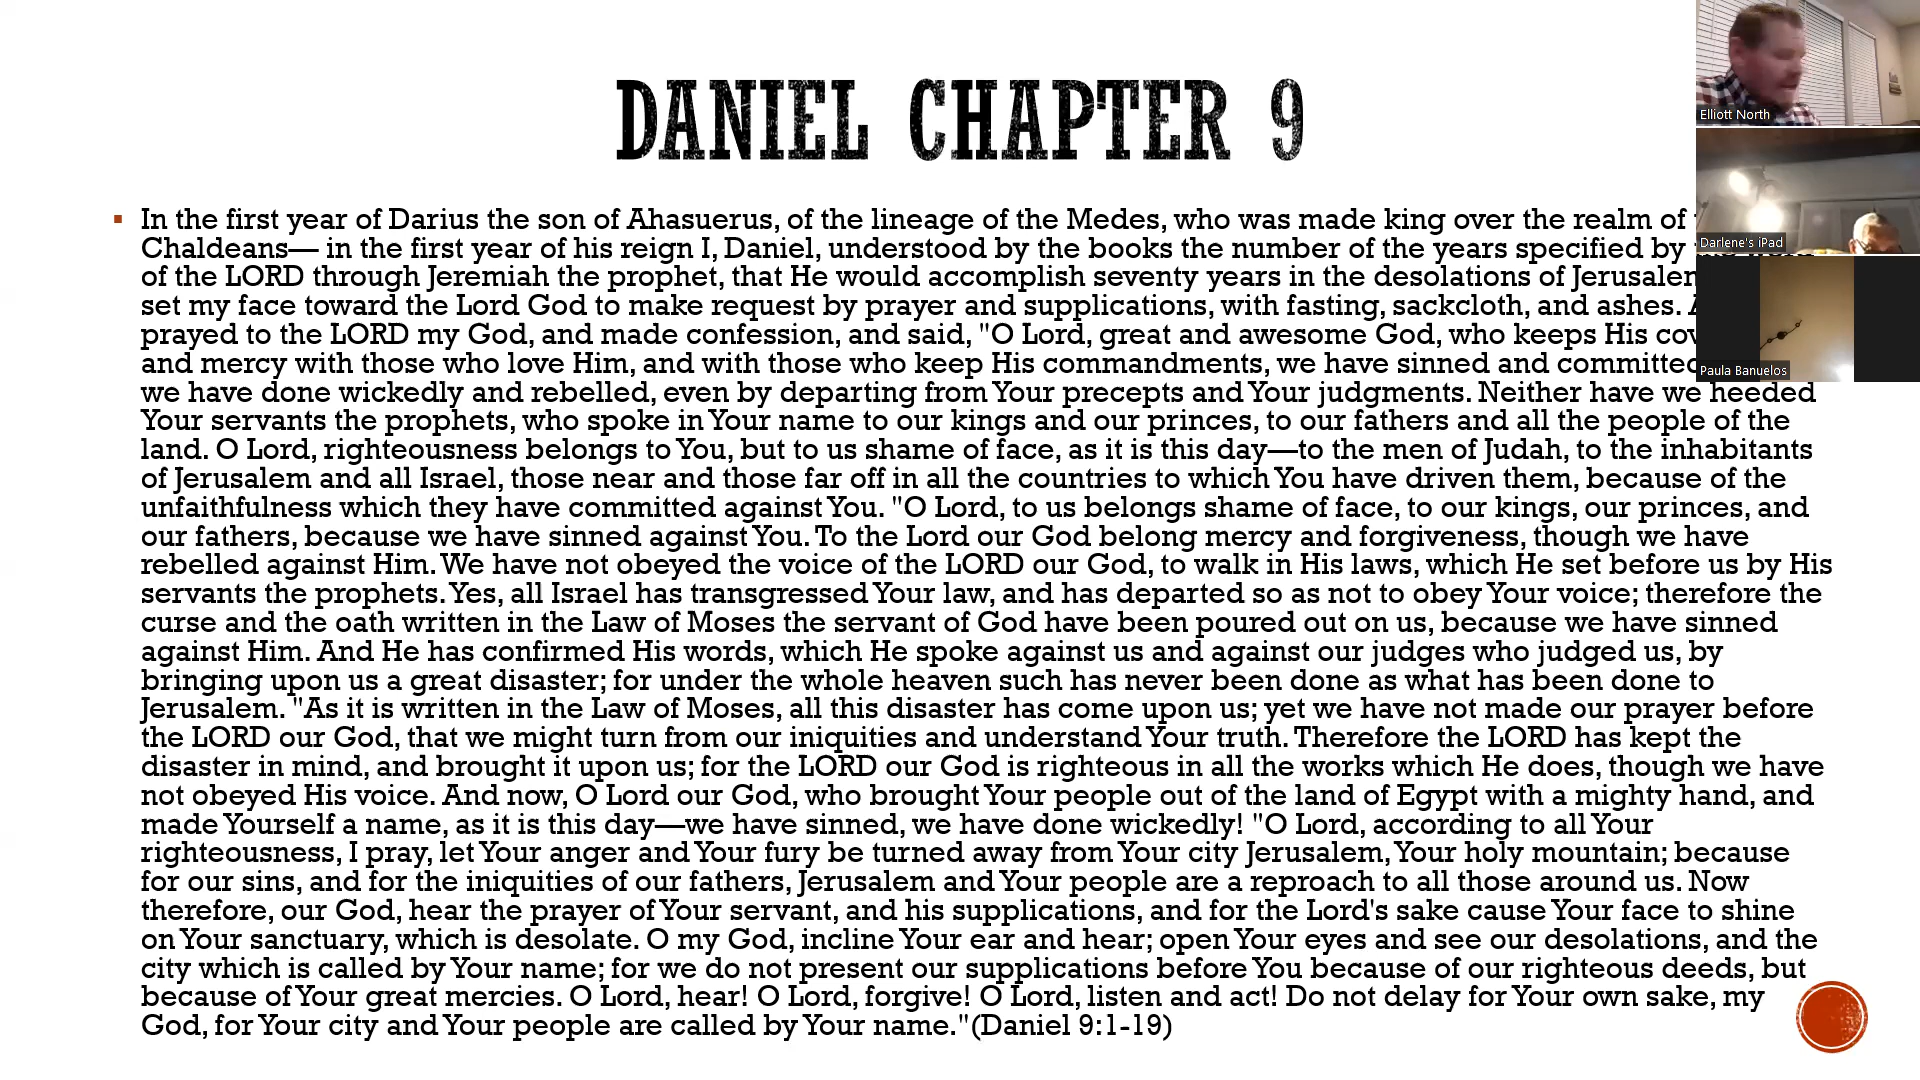 DANIEL CHAPTER 9
In the first year of Darius the son of Ahasuerus, of the lineage of the Medes, who was made king over the realm of
Chaldeans— in the first year of his reign I, Daniel, understood by the books the number of the years specified by
of the LORD through Jeremiah the prophet, that He would accomplish seventy years in the desolations of
set my face toward the Lord God to make request by prayer and supplications, with fasting, sackcloth, and ashes.
prayed to the LORD my God, and made confession, and said, "O Lord, great and awesome God, who keeps His
and mercy with those who love Him, and with those who keep His commandments, we have sinned and committed
we have done wickedly and rebelled, even by departing from Your precepts and Your judgments. Neither have we heeded
Your servants the prophets, who spoke in Your name to our kings and our princes, to our fathers and all the people of the
land. O Lord, righteousness belongs to You, but to us shame of face, as it is this day—to the men of Judah, to the inhabitants
of Jerusalem and all Israel, those near and those far off in all the countries to which You have driven them, because of the
unfaithfulness which they have committed against You. "O Lord, to us belongs shame of face, to our kings, our princes, and
our fathers, because we have sinned against You. To the Lord our God belong mercy and forgiveness, though we have
rebelled against Him. We have not obeyed the voice of the LORD our God, to walk in His laws, which He set before us by His
servants the prophets. Yes, all Israel has transgressed Your law, and has departed so as not to obey Your voice; therefore the
curse and the oath written in the Law of Moses the servant of God have been poured out on us, because we have sinned
against Him. And He has confirmed His words, which He spoke against us and against our judges who judged us, by
bringing upon us a great disaster; for under the whole heaven such has never been done as what has been done to
Jerusalem. "As it is written in the Law of Moses, all this disaster has come upon us; yet we have not made our prayer before
the LORD our God, that we might turn from our iniquities and understand Your truth. Therefore the LORD has kept the
disaster in mind, and brought it upon us; for the LORD our God is righteous in all the works which He does, though we have
not obeyed His voice. And now, O Lord our God, who brought Your people out of the land of Egypt with a mighty hand, and
made Yourself a name, as it is this day—we have sinned, we have done wickedly! "O Lord, according to all Your
righteousness, I pray, let Your anger and Your fury be turned away from Your city Jerusalem, Your holy mountain; because
for our sins, and for the iniquities of our fathers, Jerusalem and Your people are a reproach to all those around us. Now
therefore, our God, hear the prayer of Your servant, and his supplications, and for the Lord's sake cause Your face to shine
on Your sanctuary, which is desolate. O my God, incline Your ear and hear; open Your eyes and see our desolations, and the
city which is called by Your name; for we do not present our supplications before You because of our righteous deeds, but
because of Your great mercies. O Lord, hear! O Lord, forgive! O Lord, listen and act! Do not delay for Your own sake, my
God, for Your city and Your people are called by Your name."(Daniel 9:1-19)
Elliott North
Darlene's iPad
Paula Banuelos